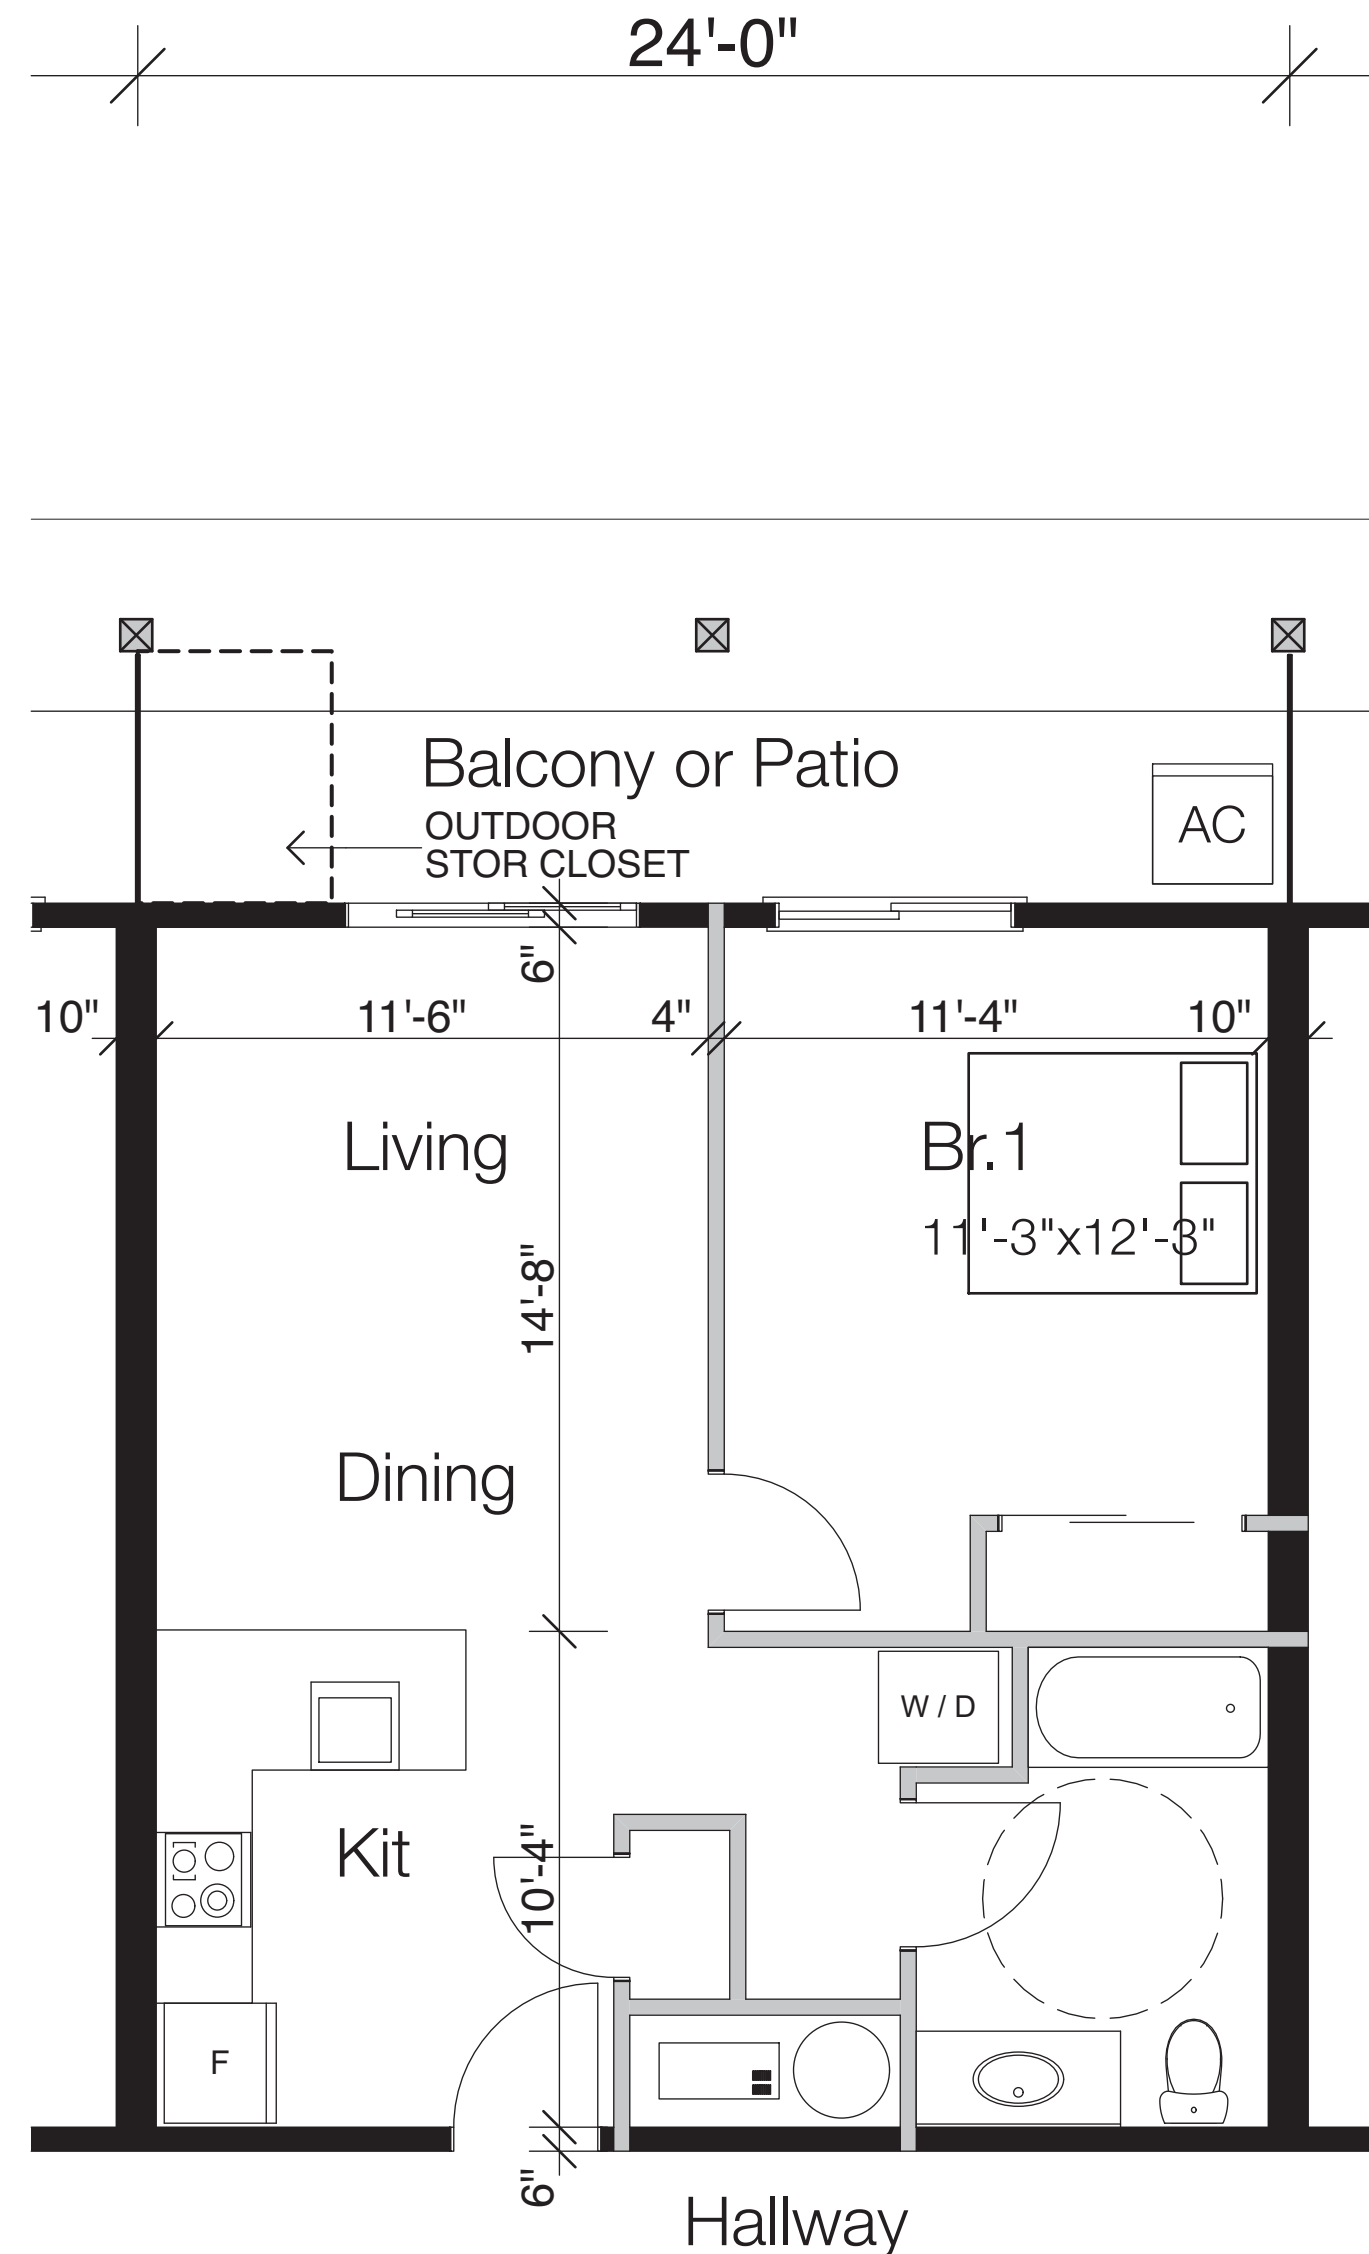 24'-0"
Balcony or Patio
OUTDOOR
STOR CLOSET
AC
6"
10"
11'-6"
4"
11'-4"
10"
Living
Br.1
11'-3"x12'-3"
14'-8"
Dining
W / D
Kit
10'-4"
F
6"
Hallway